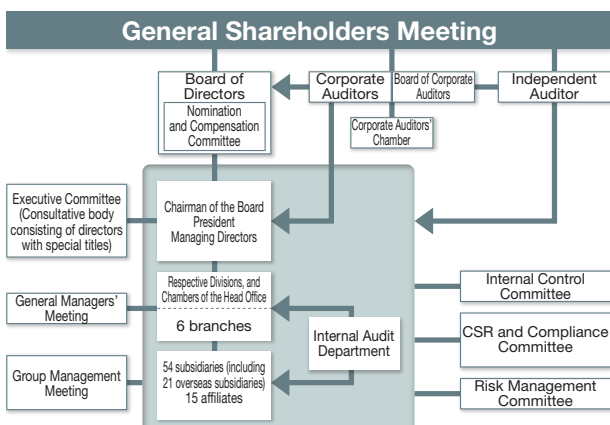 General Shareholders Meeting
Board of
Directors
Nomination
and Compensation
Committee
Corporate
Auditors
Board of Corporate
Auditors
Independent
Auditor
Corporate Auditors'
Chamber
Executive Committee
(Consultative body
consisting of directors
with special titles)
Chairman of the Board
President
Managing Directors
General Managers'
Meeting
Respective Divisions, and
Chambers of the Head Office
6 branches
Internal Audit
Department
Internal Control
Committee
CSR and Compliance
Committee
Group Management
Meeting
54 subsidiaries (including
21 overseas subsidiaries)
15 affiliates
Risk Management
Committee